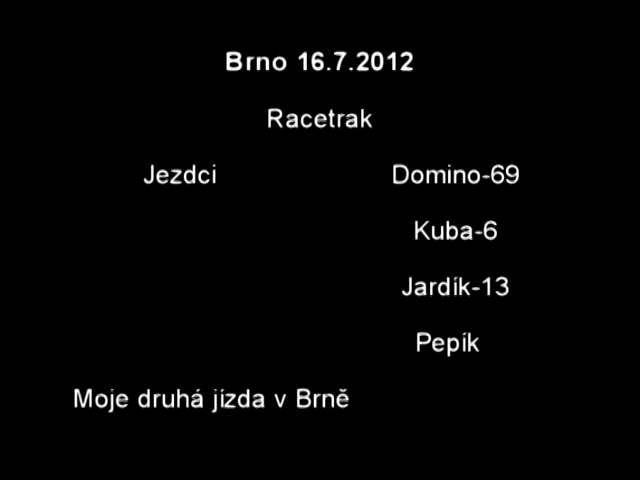 Brno 16.7.2012
Racetrak
Jezdci Domino-69
Kuba-6
Jardík-13
Pepík
Moje druhá jízda v Brně